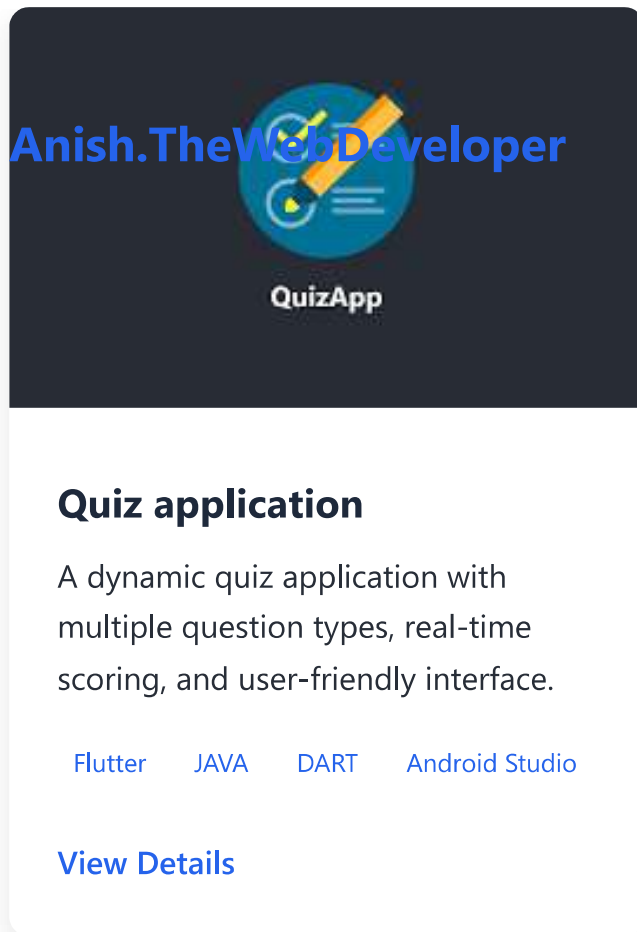 Anish.TheWebDeveloper
QuizApp
Quiz application
A dynamic quiz application with
multiple question types, real-time
scoring, and user-friendly interface.
Flutter JAVA DART Android Studio
View Details